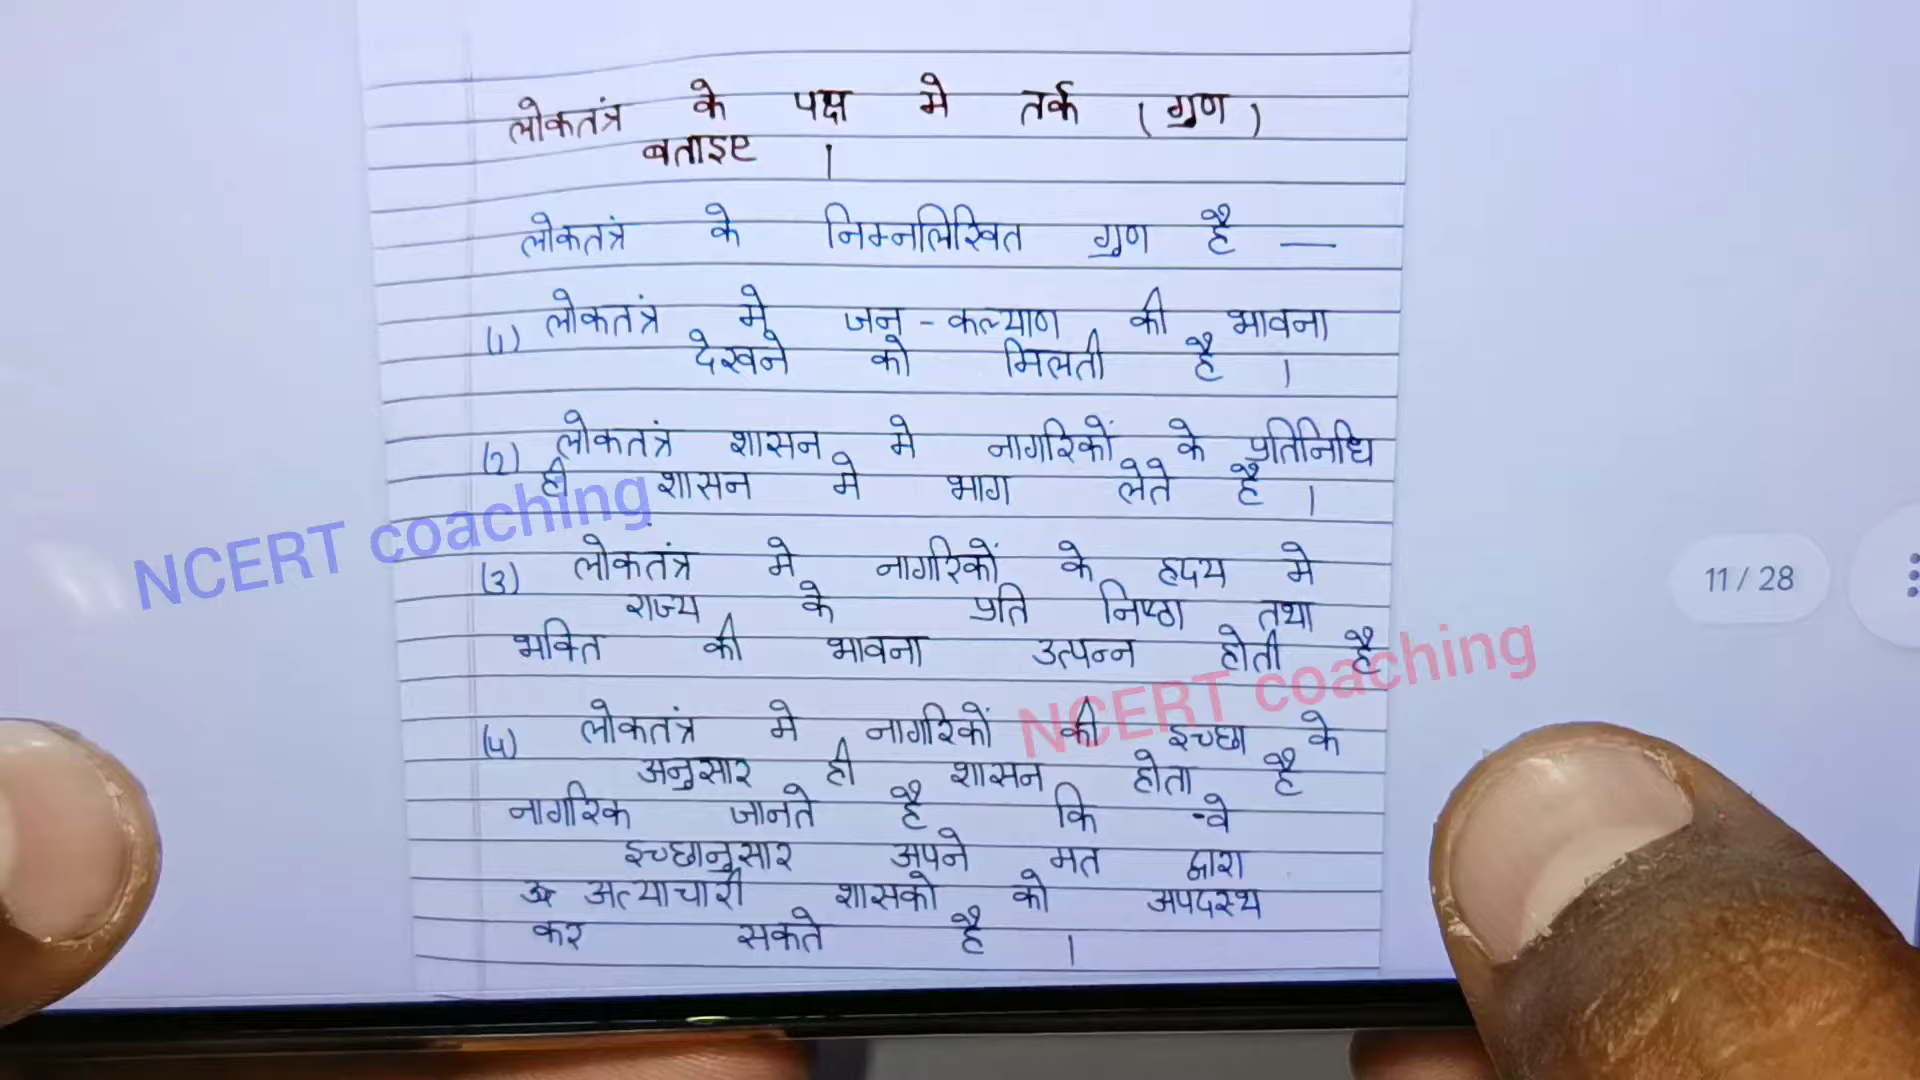 लोकतंत्र के पक्ष मे तर्क (गुण)
बताइए ।
लोकतंत्र के निम्नलिखित गुण है —
(1) लोकतंत्र मे जन-कल्याण की भावना
देखने को मिलती है ।
(2) लोकतंत्र शासन मे नागरिकों के प्रतिनिधि
ही शासन मे भाग लेते है ।
NCERT coaching
(3) लोकतंत्र मे नागरिकों के हृदय मे
11 / 28
राज्य के प्रति निष्ठा तथा
भक्ति की भावना उत्पन्न होती है
NCERT coaching
(4) लोकतंत्र मे नागरिकों की इच्छा के
अनुसार ही शासन होता है
नागरिक जानते है कि वे
इच्छानुसार अपने मत द्वारा
अत्याचारी शासको को अपदस्थ
कर सकते है ।